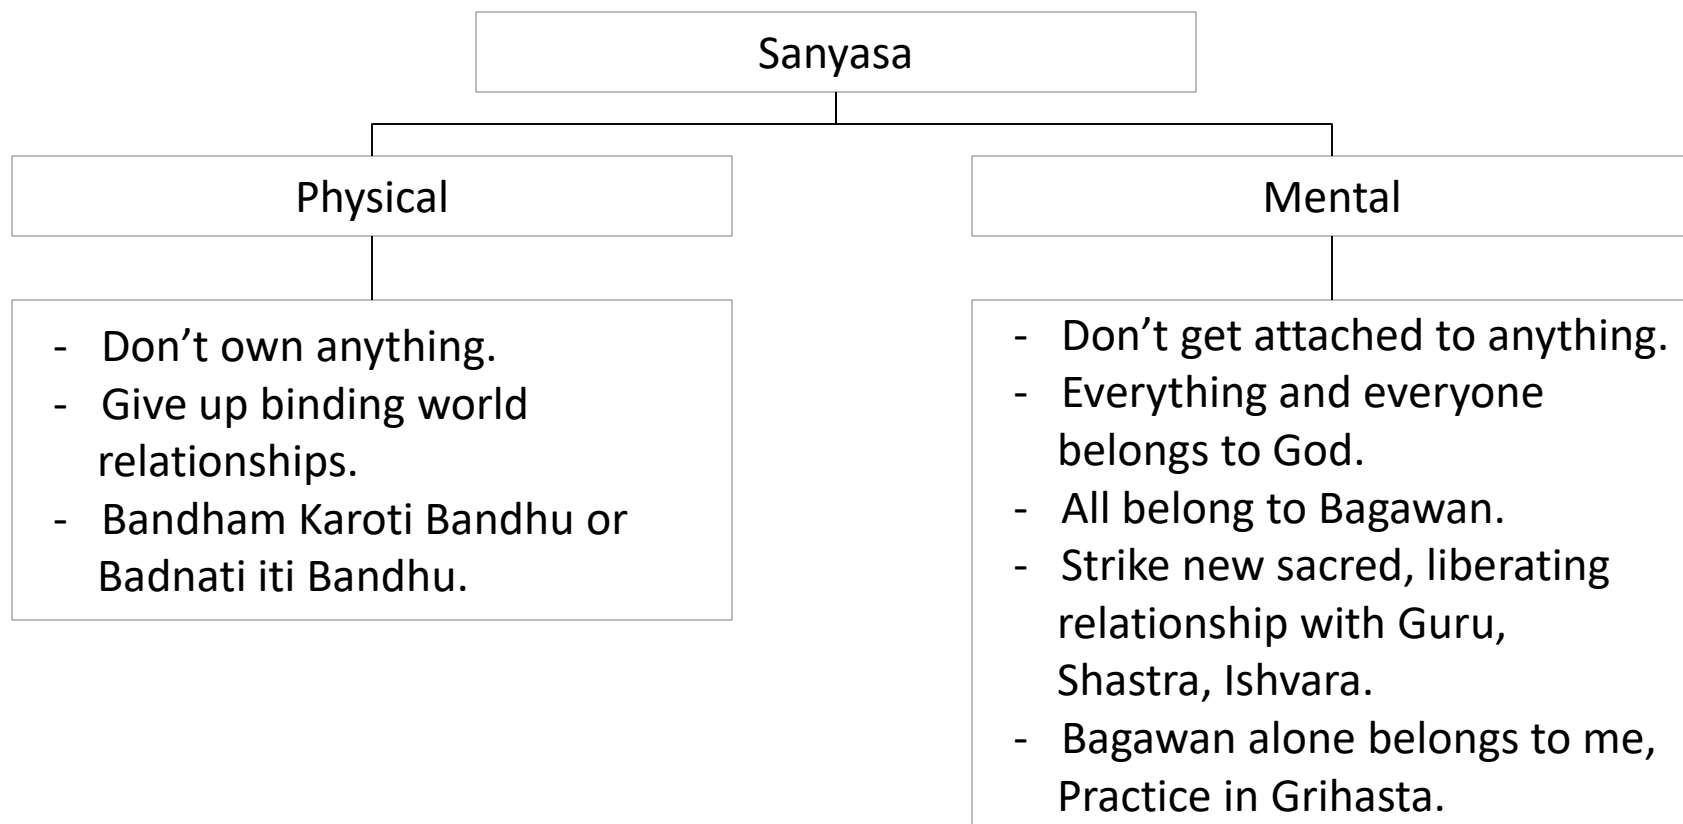 Sanyasa
Physical
Mental
- Don’t own anything.
- Give up binding world
relationships.
- Bandham Karoti Bandhu or
Badnati iti Bandhu.
- Don’t get attached to anything.
- Everything and everyone
belongs to God.
- All belong to Bagawan.
- Strike new sacred, liberating
relationship with Guru,
Shastra, Ishvara.
- Bagawan alone belongs to me,
Practice in Grihasta.